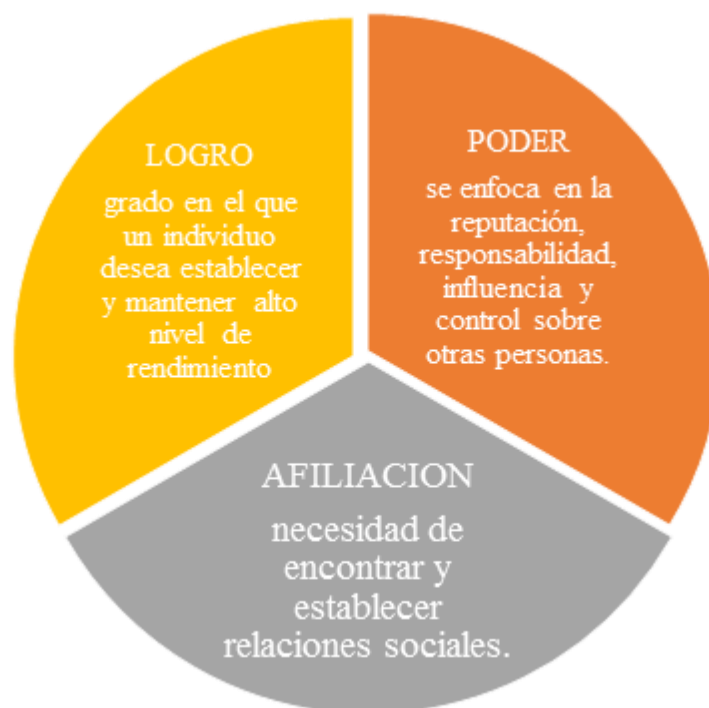 LOGRO
grado en el que
un individuo
desea establecer
y mantener alto
nivel de
rendimiento
PODER
se enfoca en la
reputación,
responsabilidad,
influencia y
control sobre
otras personas.
AFILIACION
necesidad de
encontrar y
establecer
relaciones sociales.